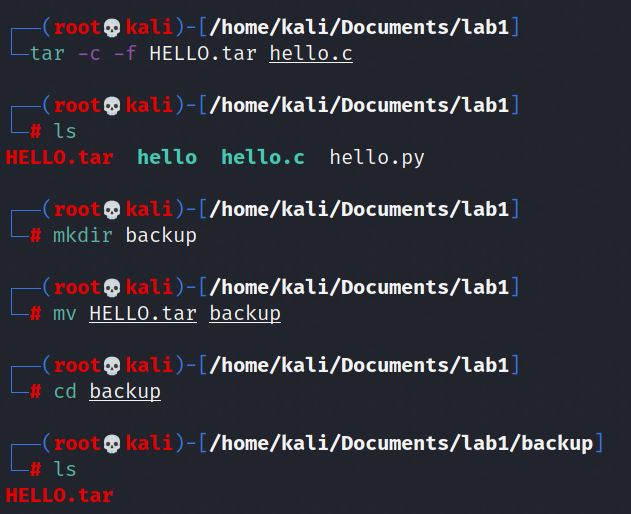 ┌──(root💀kali)-[/home/kali/Documents/lab1]
└─tar -c -f HELLO.tar hello.c
┌──(root💀kali)-[/home/kali/Documents/lab1]
└─# ls
HELLO.tar  hello  hello.c  hello.py
┌──(root💀kali)-[/home/kali/Documents/lab1]
└─# mkdir backup
┌──(root💀kali)-[/home/kali/Documents/lab1]
└─# mv HELLO.tar backup
┌──(root💀kali)-[/home/kali/Documents/lab1]
└─# cd backup
┌──(root💀kali)-[/home/kali/Documents/lab1/backup]
└─# ls
HELLO.tar